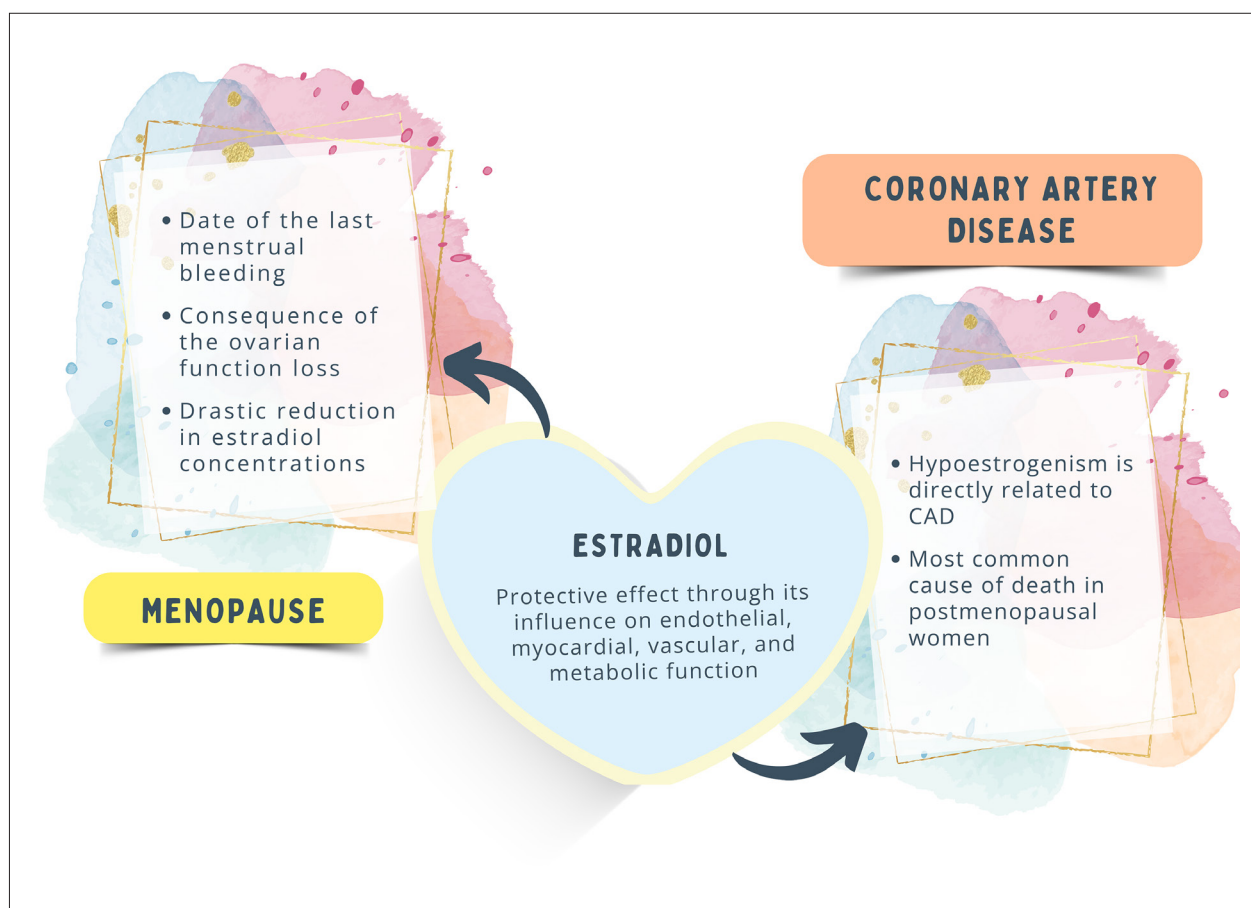 • Date of the last
menstrual
bleeding
• Consequence of
the ovarian
function loss
• Drastic reduction
in estradiol
concentrations
MENOPAUSE
ESTRADIOL
Protective effect through its
influence on endothelial,
myocardial, vascular, and
metabolic function
CORONARY ARTERY
DISEASE
• Hypoestrogenism is
directly related to
CAD
• Most common
cause of death in
postmenopausal
women